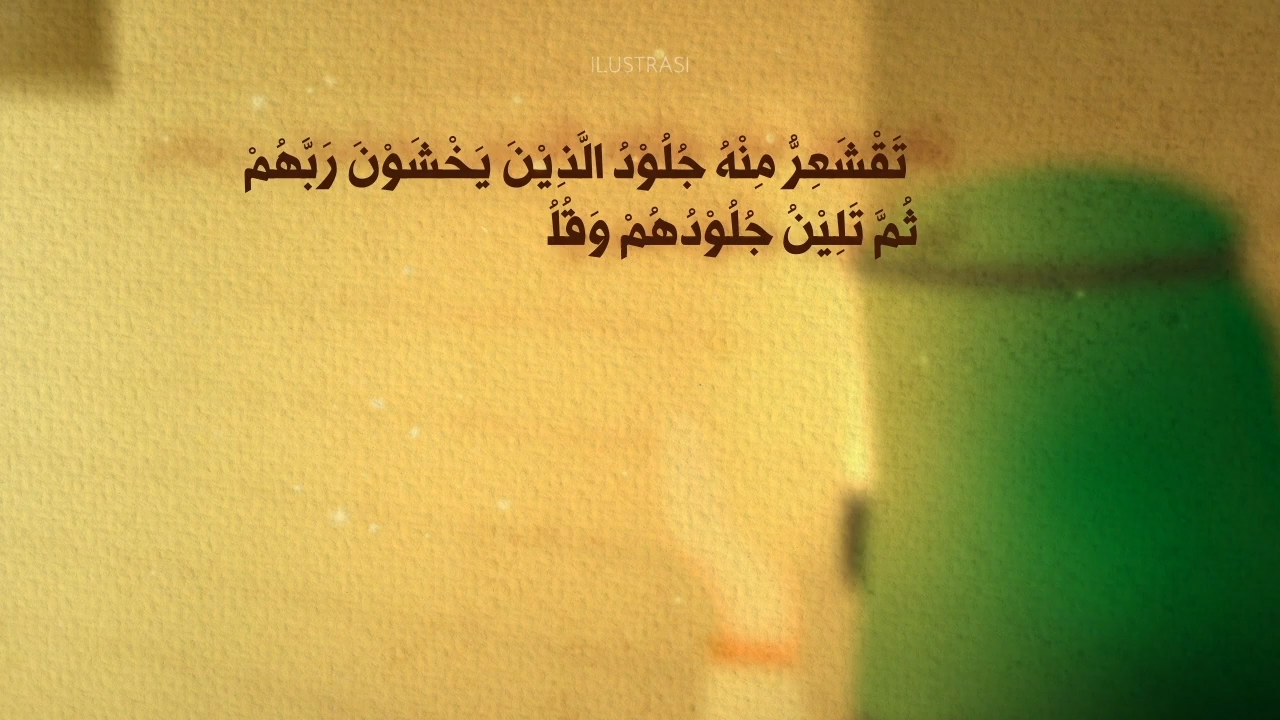 ILUSTRASI
تَقْشَعِرُّ مِنْهُ جُلُوْدُ الَّذِيْنَ يَخْشَوْنَ رَبَّهُمْ
ثُمَّ تَلِيْنُ جُلُوْدُهُمْ وَقُلُ